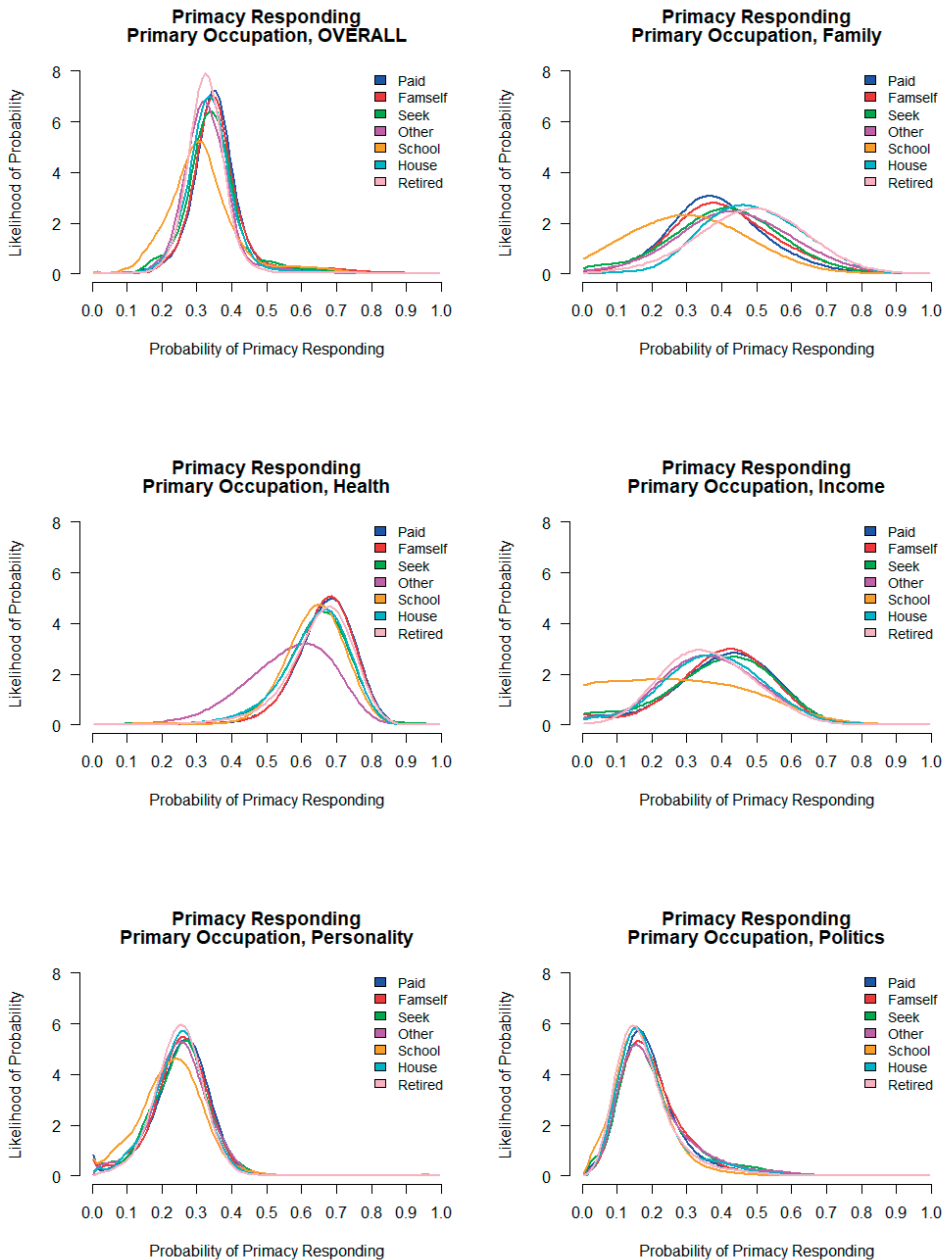 Primacy Responding
Primary Occupation, OVERALL
Likelihood of Probability
8
6
4
2
0
Paid
Famself
Seek
Other
School
House
Retired
0.0 0.1 0.2 0.3 0.4 0.5 0.6 0.7 0.8 0.9 1.0
Probability of Primacy Responding
Primacy Responding
Primary Occupation, Family
Likelihood of Probability
8
6
4
2
0
Paid
Famself
Seek
Other
School
House
Retired
0.0 0.1 0.2 0.3 0.4 0.5 0.6 0.7 0.8 0.9 1.0
Probability of Primacy Responding
Primacy Responding
Primary Occupation, Health
Likelihood of Probability
8
6
4
2
0
Paid
Famself
Seek
Other
School
House
Retired
0.0 0.1 0.2 0.3 0.4 0.5 0.6 0.7 0.8 0.9 1.0
Probability of Primacy Responding
Primacy Responding
Primary Occupation, Income
Likelihood of Probability
8
6
4
2
0
Paid
Famself
Seek
Other
School
House
Retired
0.0 0.1 0.2 0.3 0.4 0.5 0.6 0.7 0.8 0.9 1.0
Probability of Primacy Responding
Primacy Responding
Primary Occupation, Personality
Likelihood of Probability
8
6
4
2
0
Paid
Famself
Seek
Other
School
House
Retired
0.0 0.1 0.2 0.3 0.4 0.5 0.6 0.7 0.8 0.9 1.0
Probability of Primacy Responding
Primacy Responding
Primary Occupation, Politics
Likelihood of Probability
8
6
4
2
0
Paid
Famself
Seek
Other
School
House
Retired
0.0 0.1 0.2 0.3 0.4 0.5 0.6 0.7 0.8 0.9 1.0
Probability of Primacy Responding